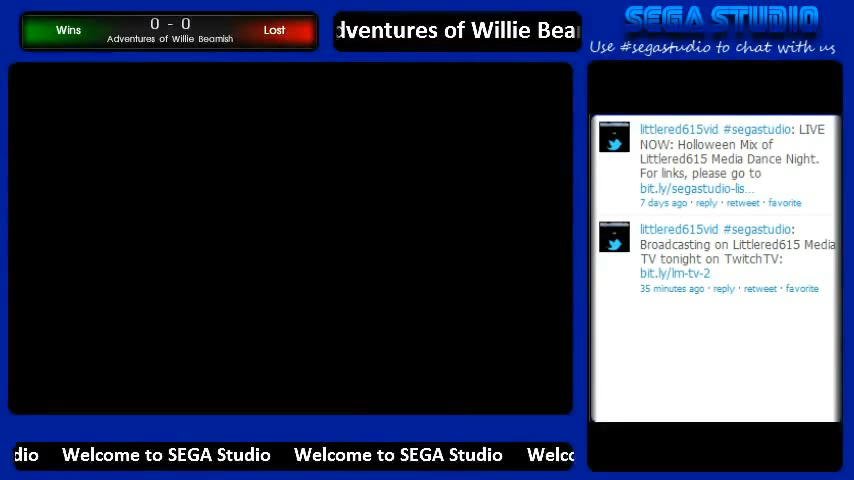 Wins
0 - 0
Adventures of Willie Beamish
Lost
dventures of Willie Bea
SEGA STUDIO
Use #segastudio to chat with us
littlered615vid #segastudio: LIVE
NOW: Holloween Mix of
Littlered615 Media Dance Night.
For links, please go to
bit.ly/segastudio-lis...
7 days ago · reply · retweet · favorite
littlered615vid #segastudio:
Broadcasting on Littlered615 Media
TV tonight on TwitchTV:
bit.ly/lm-tv-2
35 minutes ago · reply · retweet · favorite
dio Welcome to SEGA Studio Welcome to SEGA Studio Welco